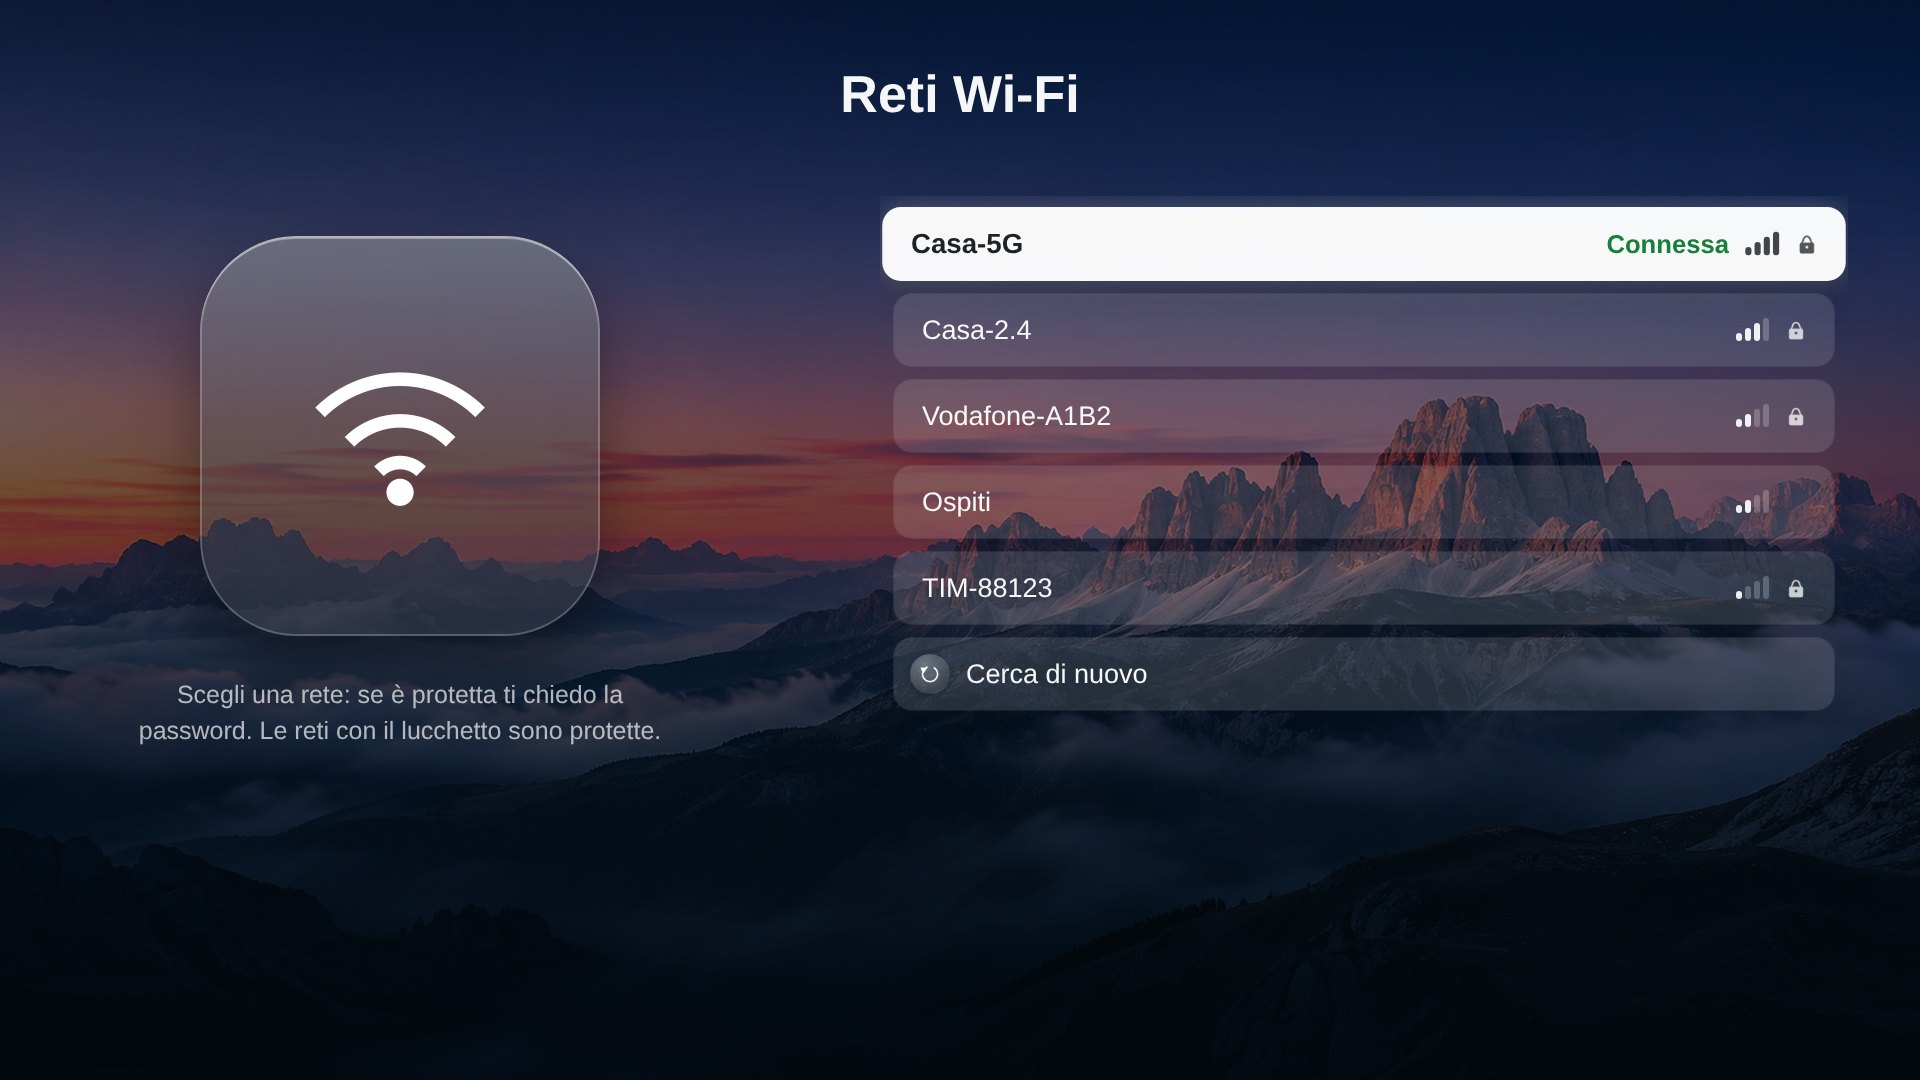 Reti Wi-Fi
Casa-5G Connessa
Casa-2.4
Vodafone-A1B2
Ospiti
TIM-88123
Cerca di nuovo
Scegli una rete: se è protetta ti chiedo la
password. Le reti con il lucchetto sono protette.